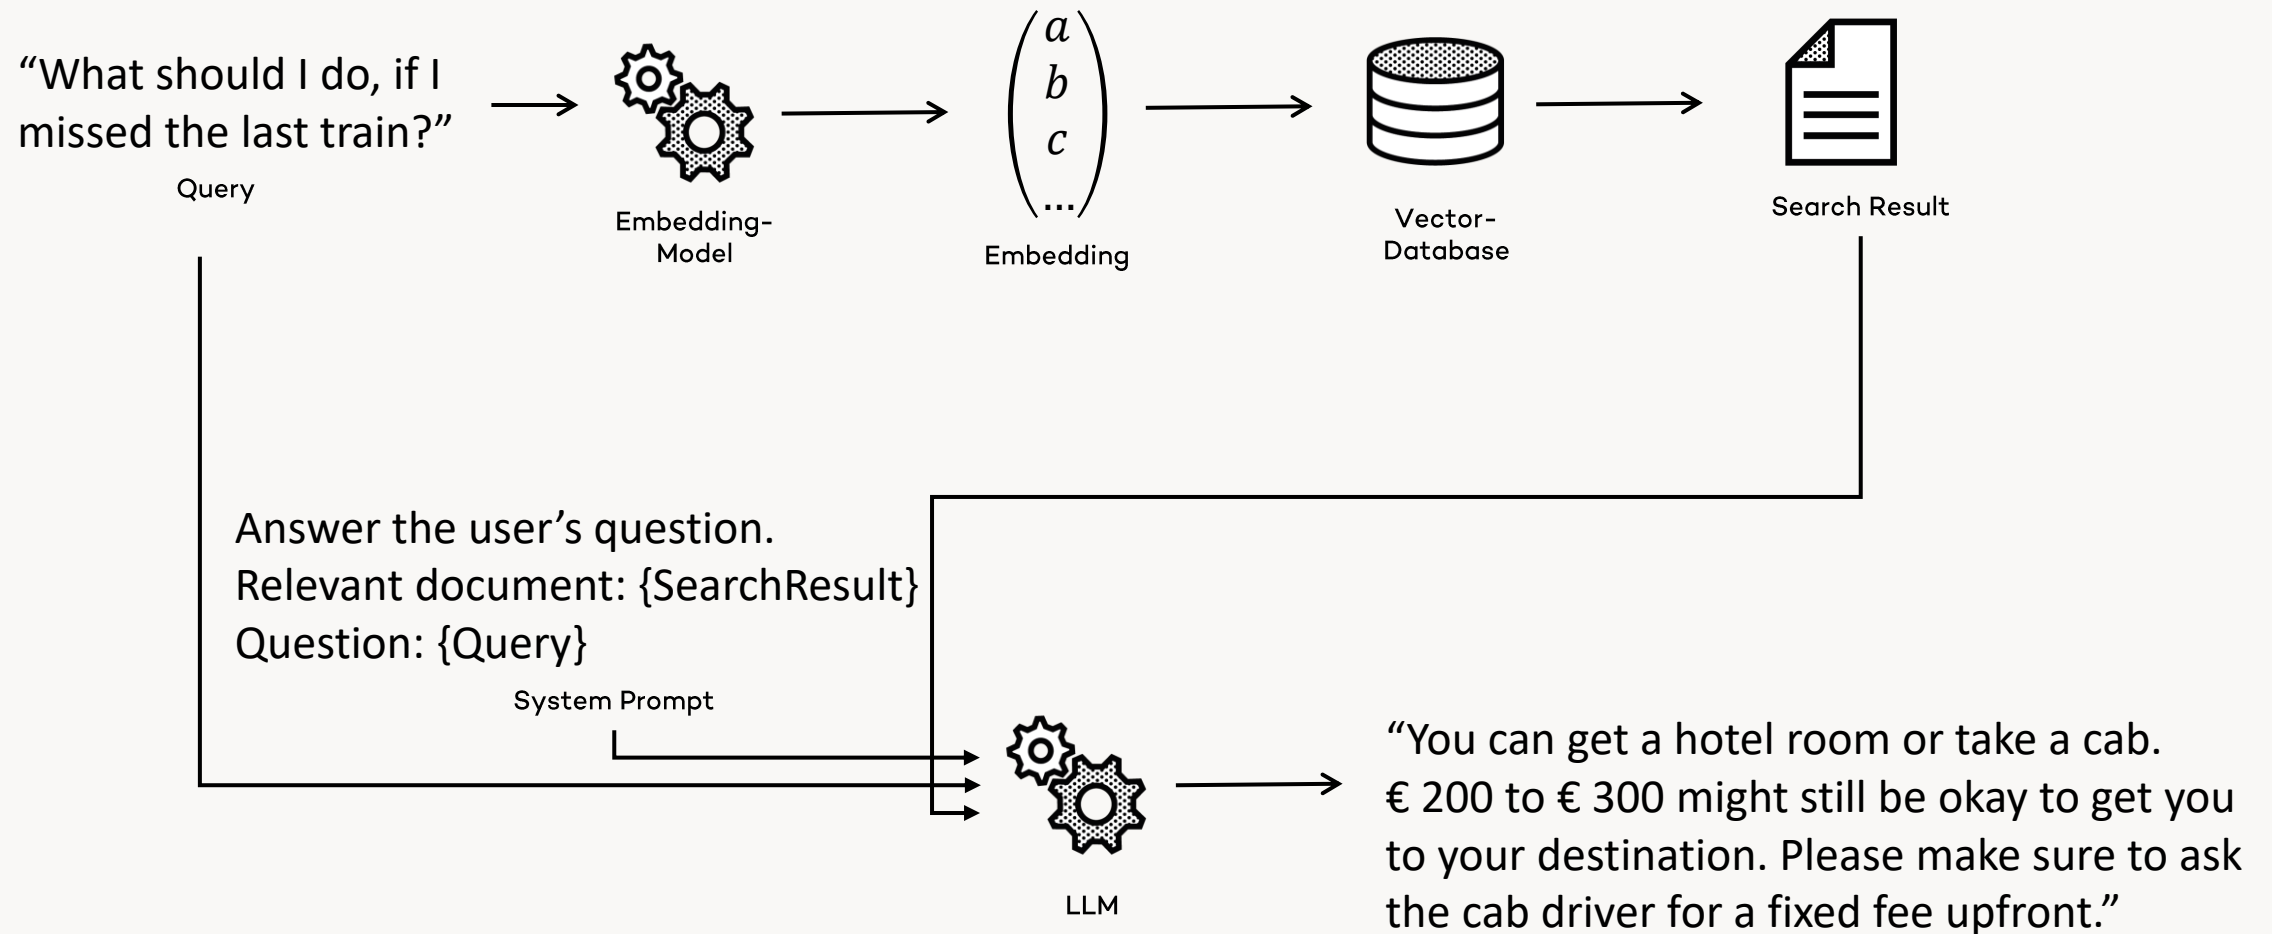 “What should I do, if I
missed the last train?”
Query
Embedding-
Model
a
b
c
...
Embedding
Vector-
Database
Search Result
Answer the user’s question.
Relevant document: {SearchResult}
Question: {Query}
System Prompt
LLM
“You can get a hotel room or take a cab.
€ 200 to € 300 might still be okay to get you
to your destination. Please make sure to ask
the cab driver for a fixed fee upfront.”